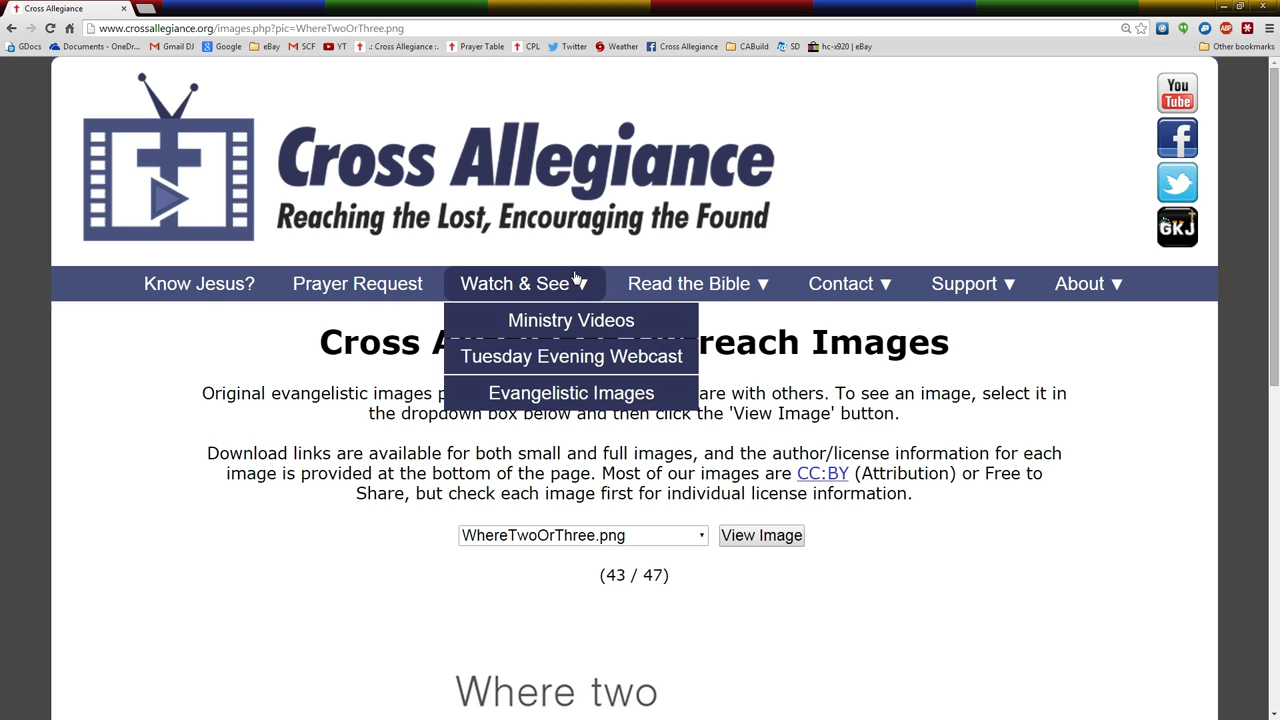 Cross Allegiance
www.crossallegiance.org/images.php?pic=WhereTwoOrThree.png
GDocs Documents - OneDr... Gmail DJ Google eBay Gmail SCF YT .: Cross Allegiance :. Prayer Table CPL Twitter Weather Cross Allegiance CABuild SD hc-x920 | eBay Other bookmarks
ABP
You
Tube
Cross Allegiance
Reaching the Lost, Encouraging the Found
GKJ
Know Jesus? Prayer Request Watch & See ▼ Read the Bible ▼ Contact ▼ Support ▼ About ▼
Ministry Videos
Tuesday Evening Webcast
Evangelistic Images
Cross reach Images
Original evangelistic images are with others. To see an image, select it in
the dropdown box below and then click the 'View Image' button.
Download links are available for both small and full images, and the author/license information for each
image is provided at the bottom of the page. Most of our images are CC:BY (Attribution) or Free to
Share, but check each image first for individual license information.
WhereTwoOrThree.png View Image
(43 / 47)
Where two